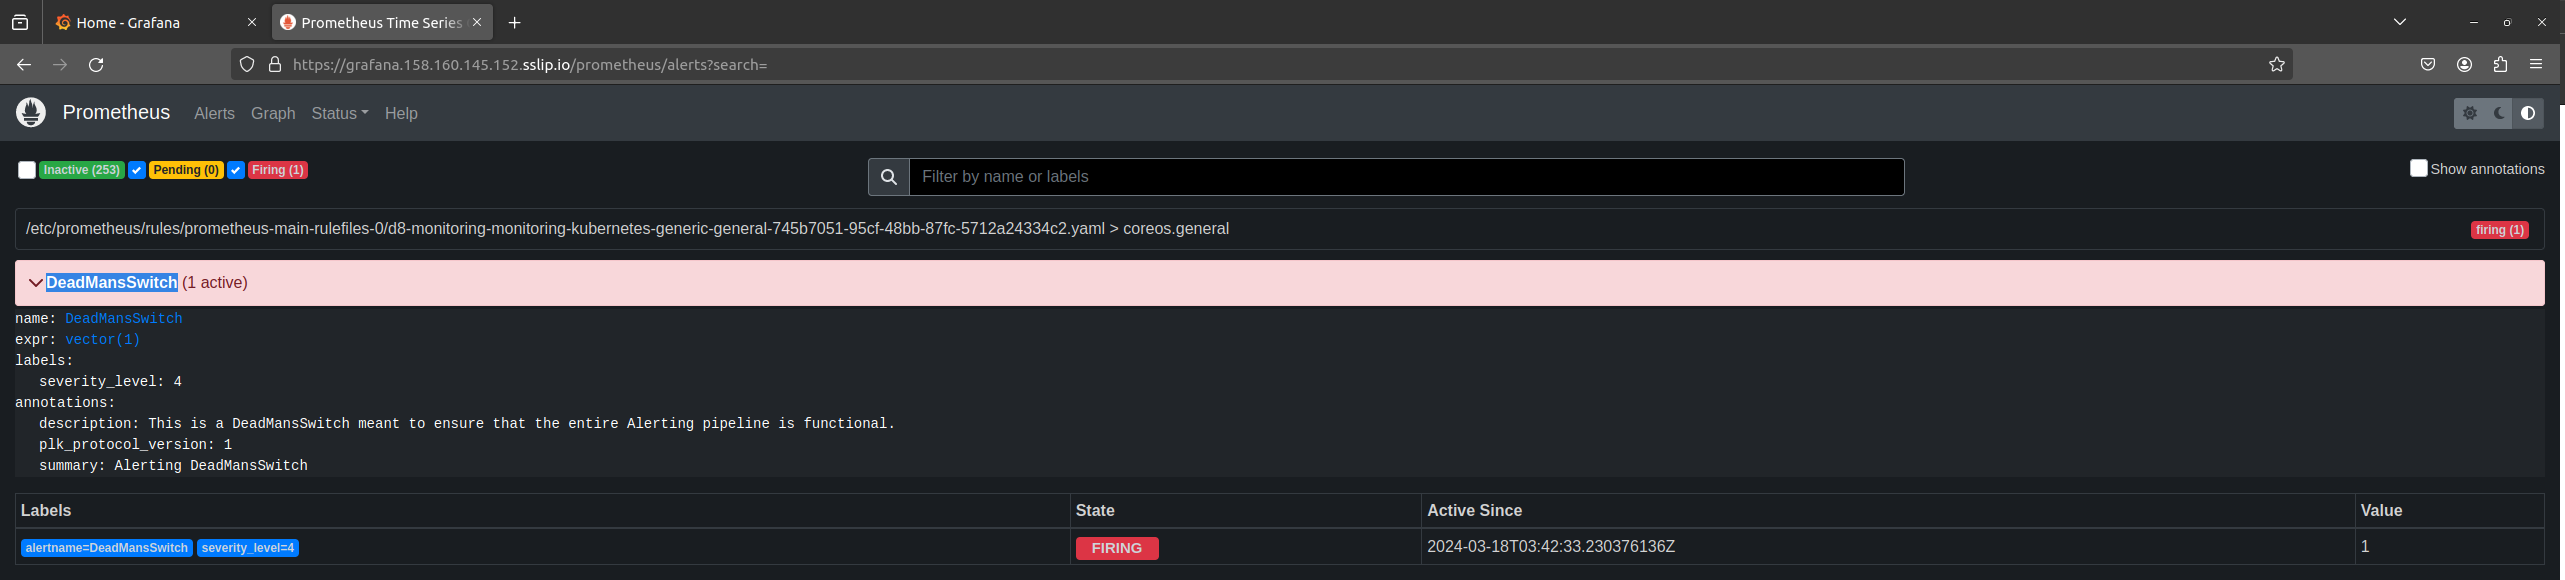 Home - Grafana
Prometheus Time Series
https://grafana.158.160.145.152.sslip.io/prometheus/alerts?search=
Prometheus Alerts Graph Status Help
Inactive (253) Pending (0) Firing (1)
Filter by name or labels
Show annotations
/etc/prometheus/rules/prometheus-main-rulefiles-0/d8-monitoring-monitoring-kubernetes-generic-general-745b7051-95cf-48bb-87fc-5712a24334c2.yaml > coreos.general
firing (1)
DeadMansSwitch (1 active)
name: DeadMansSwitch
expr: vector(1)
labels:
severity_level: 4
annotations:
description: This is a DeadMansSwitch meant to ensure that the entire Alerting pipeline is functional.
plk_protocol_version: 1
summary: Alerting DeadMansSwitch
Labels State Active Since Value
alertname=DeadMansSwitch severity_level=4 FIRING 2024-03-18T03:42:33.230376136Z 1